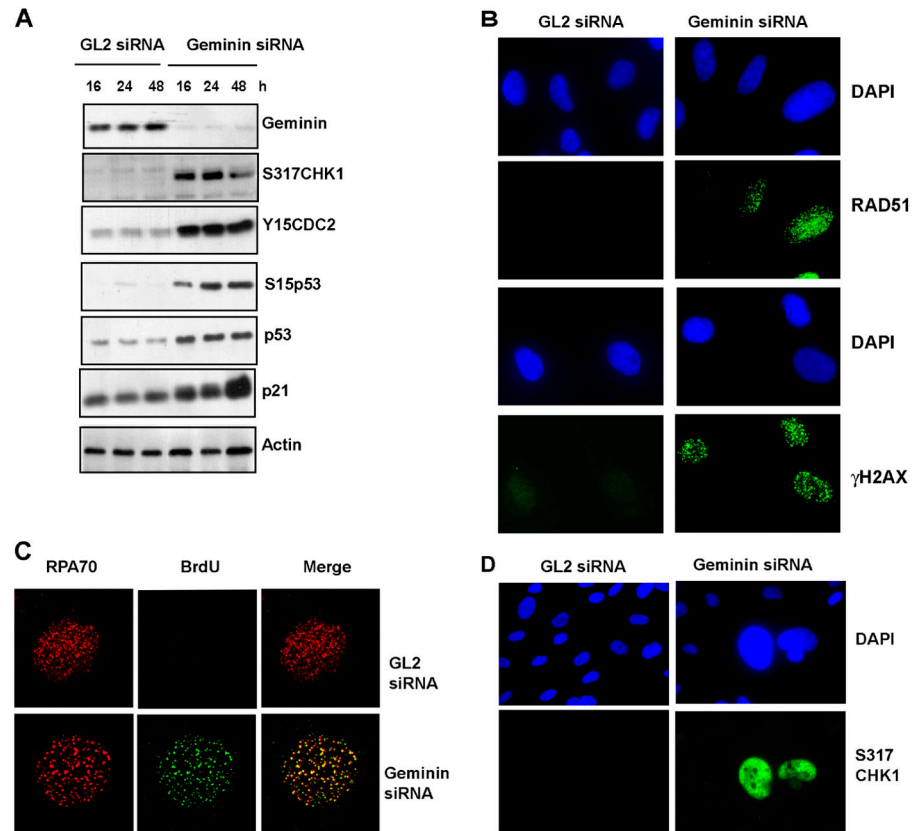 A
GL2 siRNA Geminin siRNA
16 24 48 h 16 24 48
Geminin
S317CHK1
Y15CDC2
S15p53
p53
p21
Actin
B
GL2 siRNA Geminin siRNA
DAPI
RAD51
DAPI
γH2AX
C
RPA70 BrdU Merge
GL2
siRNA
Geminin
siRNA
D
GL2 siRNA Geminin siRNA
DAPI
S317
CHK1